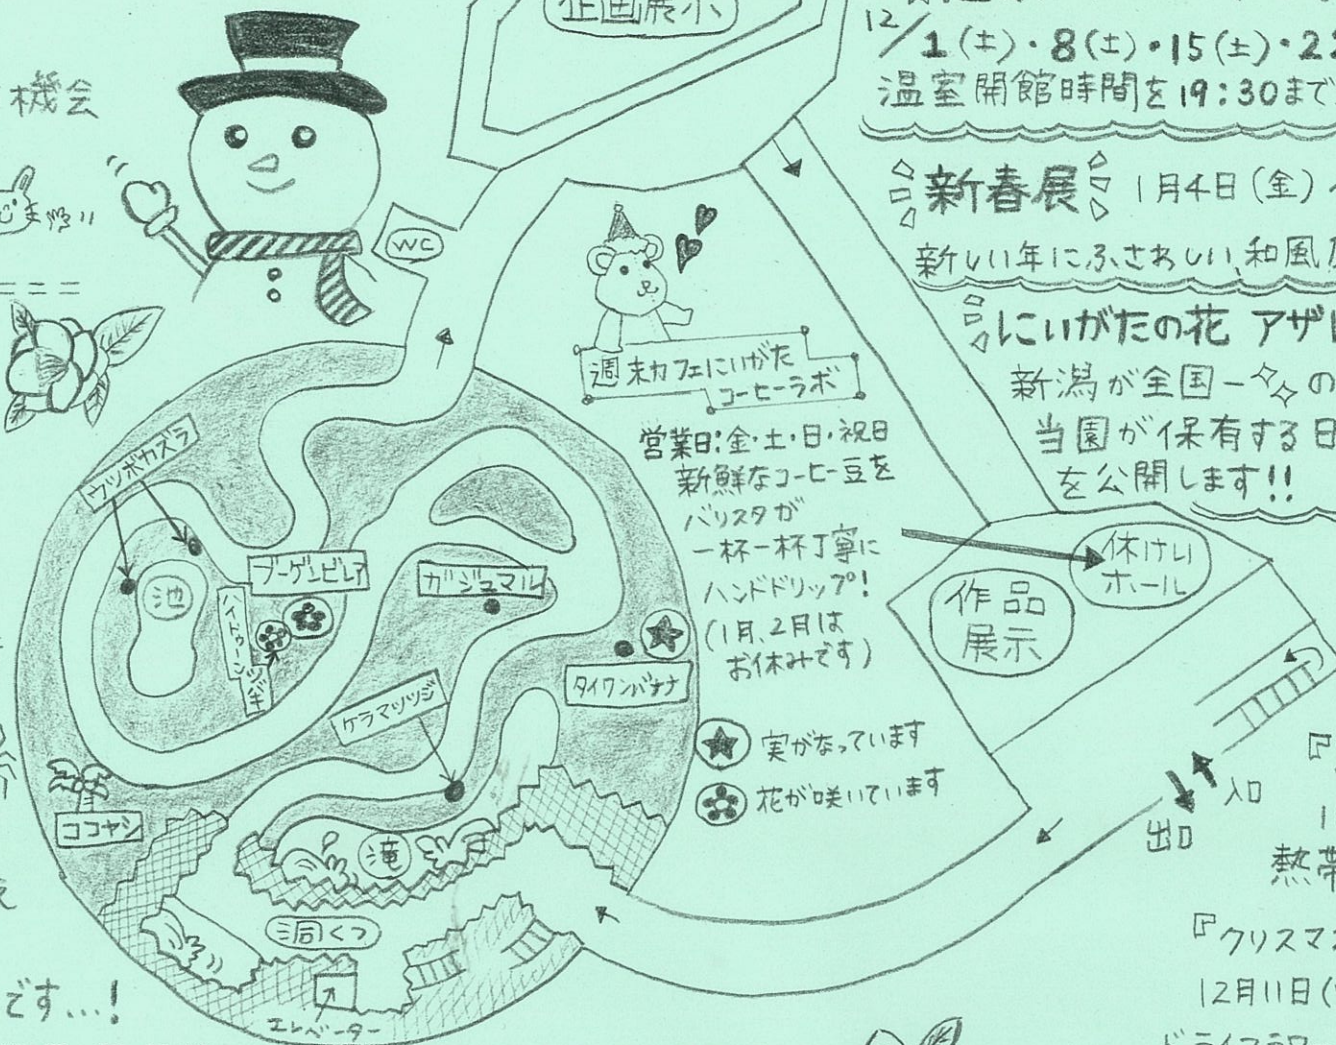 企画展示
12/1(土)・8(土)・15(土)・2
温室開館時間を19:30まで
機会
新春展 1月4日(金)
新しい年にふさわしい、和風
にいがたの花 アザ
新潟が全国一の
当園が保有する
を公開します!!
WC
週末カフェにいがた
コーヒーラボ
営業日:金・土・日・祝日
新鮮なコーヒー豆を
バリスタが
一杯一杯丁寧に
ハンドドリップ!
(1月、2月は
お休みです)
ウツボカズラ
池
ブーゲンビレア
ガジュマル
タイワンバナナ
ケラマツツジ
ココヤシ
滝
洞くつ
エレベーター
実がなっています
花が咲いています
休けい
ホール
作品
展示
入口
出口
熱帯
『クリスマ
12月11日(
です…!